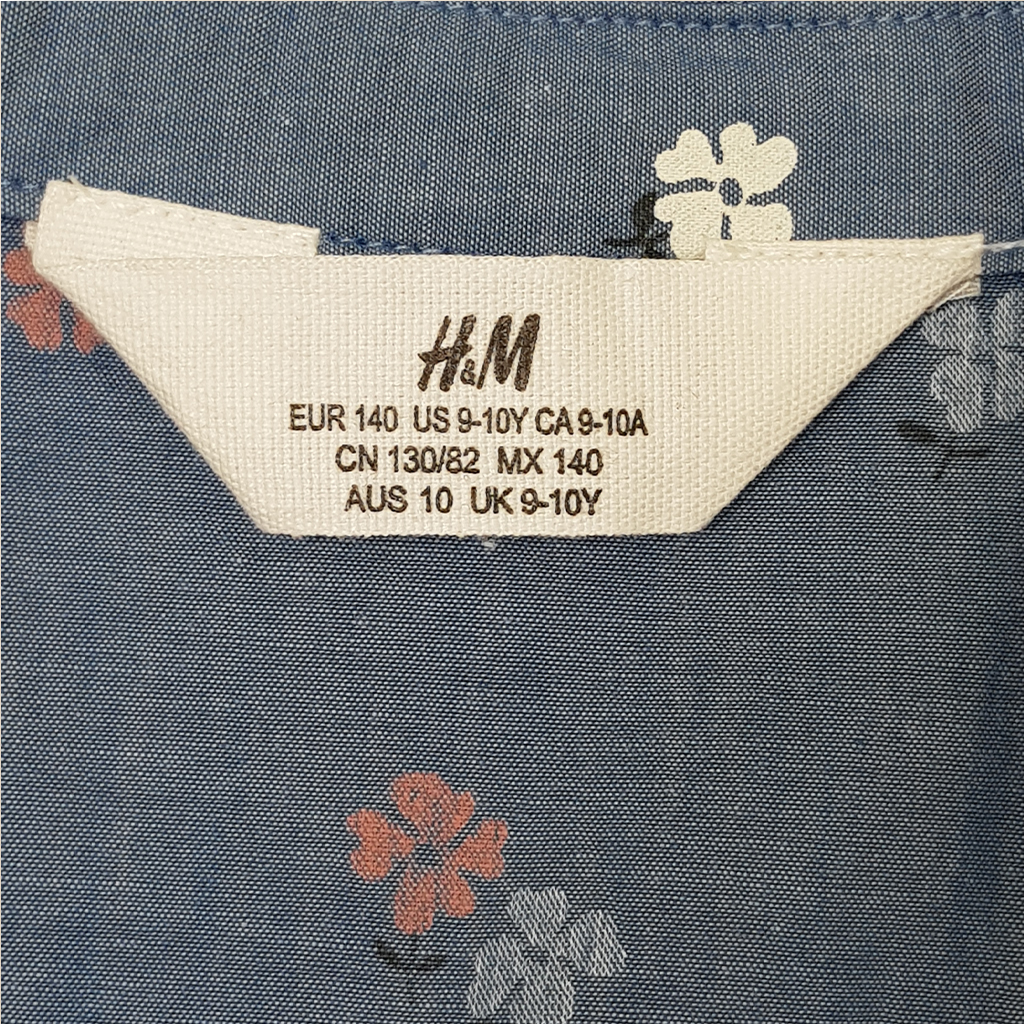 H&M
EUR 140 US 9-10Y CA 9-10A
CN 130/82 MX 140
AUS 10 UK 9-10Y